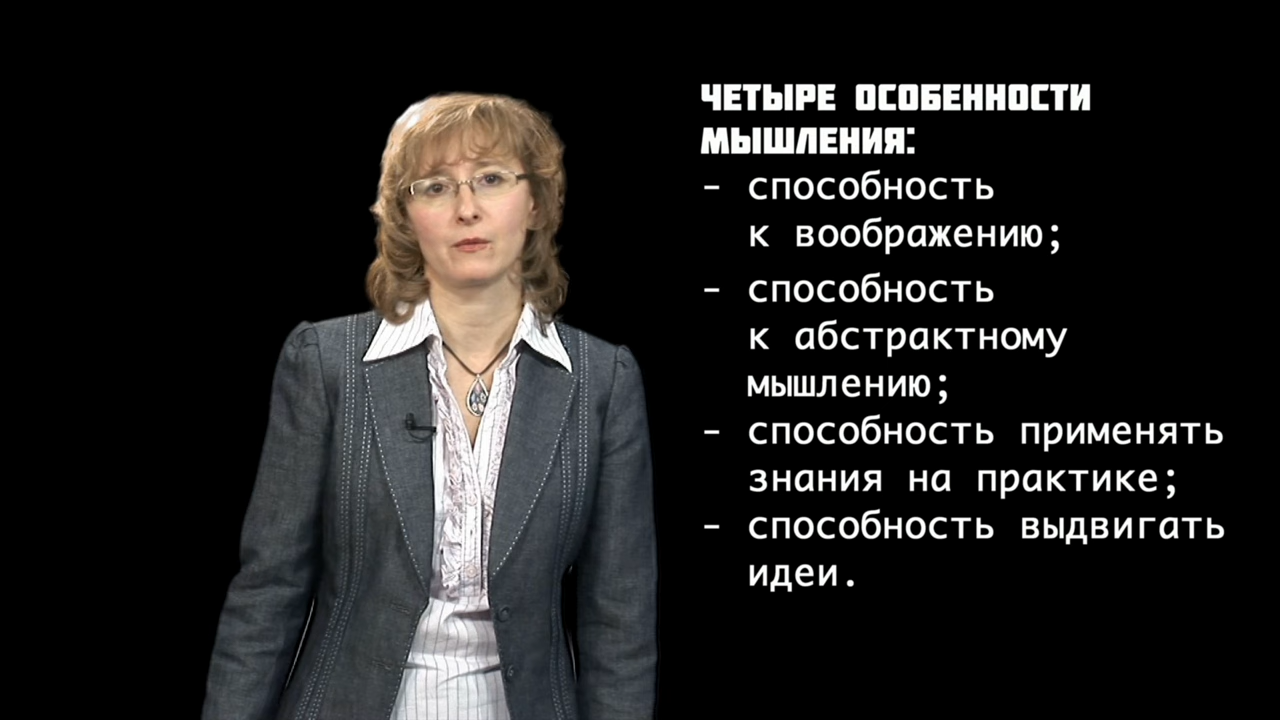 ЧЕТЫРЕ ОСОБЕННОСТИ
МЫШЛЕНИЯ:
- способность
к воображению;
- способность
к абстрактному
мышлению;
- способность применять
знания на практике;
- способность выдвигать
идеи.